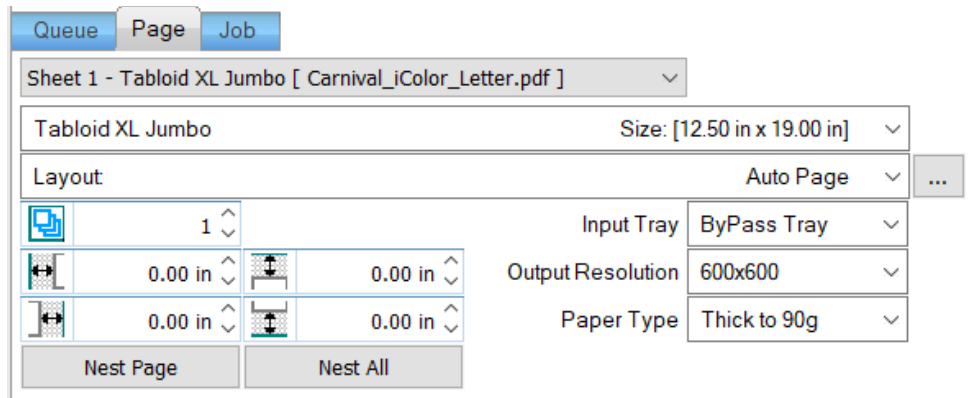 Queue Page Job
Sheet 1 - Tabloid XL Jumbo [ Carnival_iColor_Letter.pdf ]
Tabloid XL Jumbo Size: [12.50 in x 19.00 in]
Layout: Auto Page ...
1 Input Tray ByPass Tray
0.00 in 0.00 in Output Resolution 600x600
0.00 in 0.00 in Paper Type Thick to 90g
Nest Page Nest All